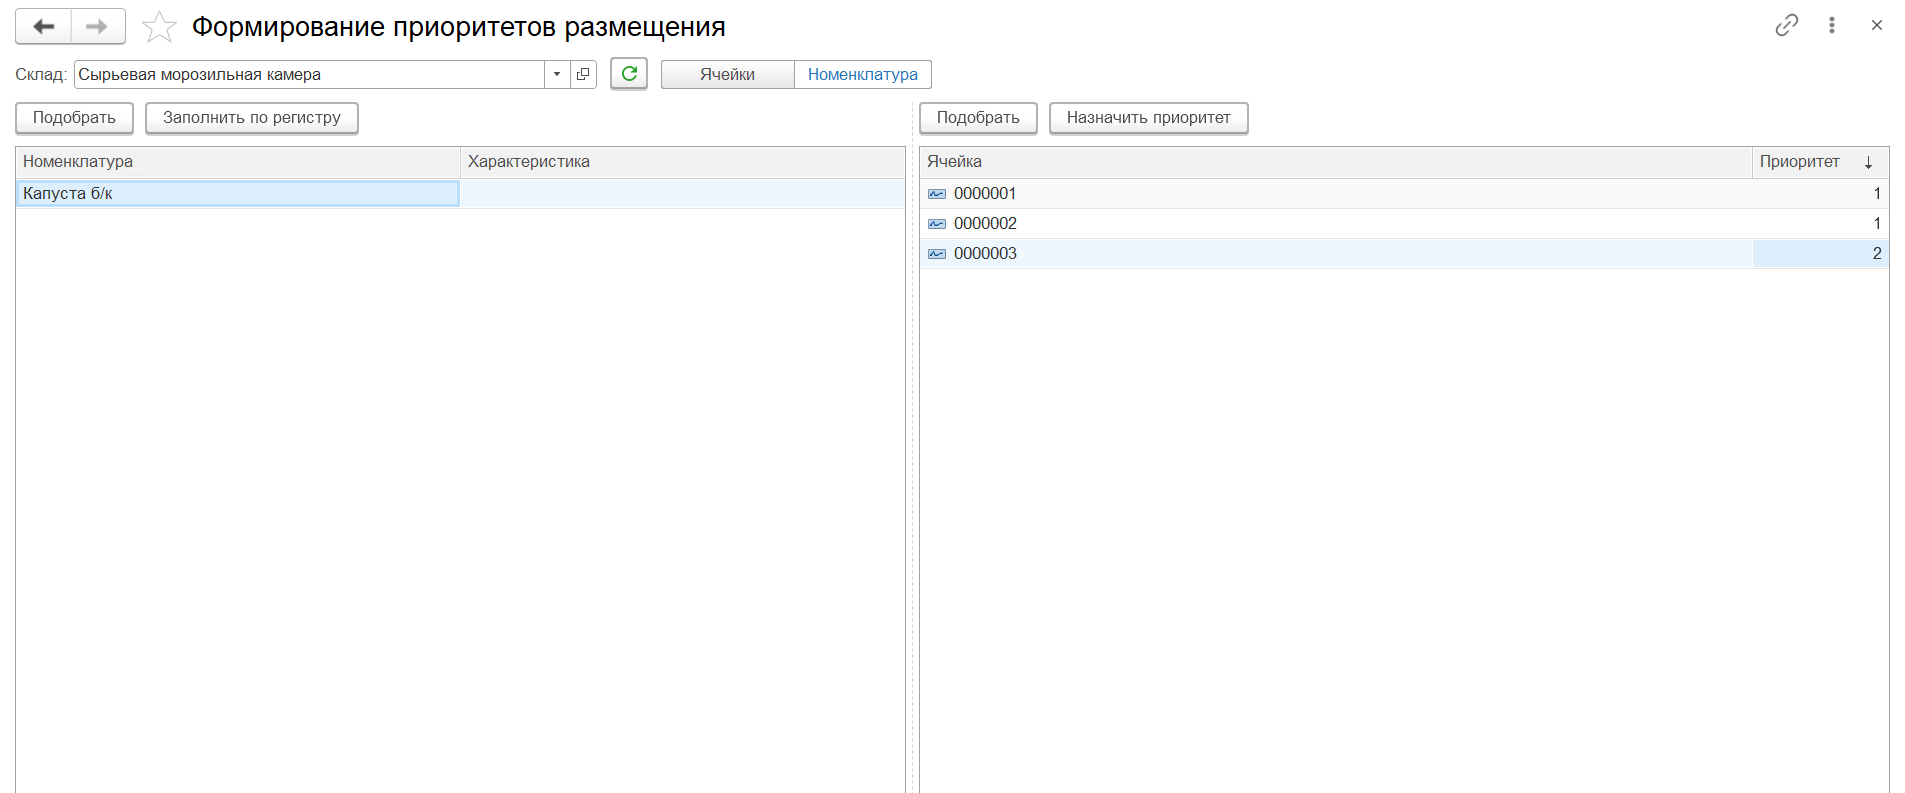 Формирование приоритетов размещения
Склад: Сырьевая морозильная камера Ячейки Номенклатура
Подобрать Заполнить по регистру
Номенклатура Характеристика
Капуста б/к
Подобрать Назначить приоритет
Ячейка Приоритет ↓
0000001 1
0000002 1
0000003 2